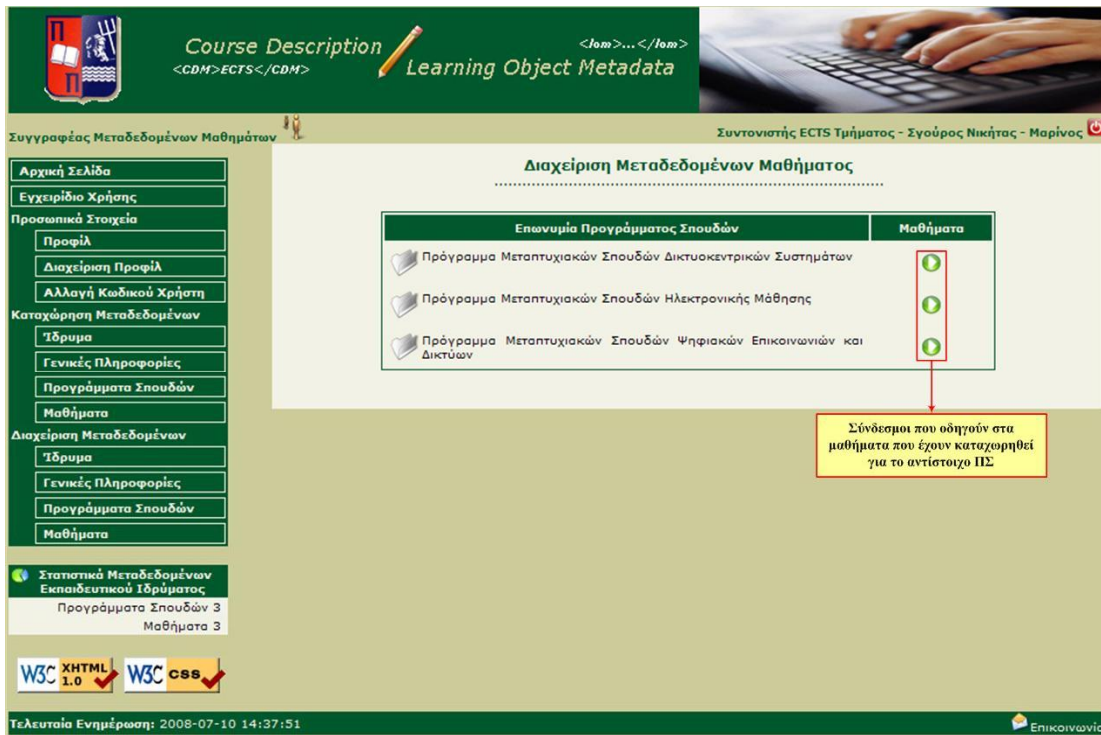 Π
Π
Π
Course Description
<CDM>ECTS</CDM>
<lom>...</lom>
Learning Object Metadata
Συγγραφέας Μεταδεδομένων Μαθημάτων
Συντονιστής ECTS Τμήματος - Σγούρος Νικήτας - Μαρίνος
Αρχική Σελίδα
Εγχειρίδιο Χρήσης
Προσωπικά Στοιχεία
Προφίλ
Διαχείριση Προφίλ
Αλλαγή Κωδικού Χρήστη
Καταχώρηση Μεταδεδομένων
Ίδρυμα
Γενικές Πληροφορίες
Προγράμματα Σπουδών
Μαθήματα
Διαχείριση Μεταδεδομένων
Ίδρυμα
Γενικές Πληροφορίες
Προγράμματα Σπουδών
Μαθήματα
Στατιστικά Μεταδεδομένων
Εκπαιδευτικού Ιδρύματος
Προγράμματα Σπουδών 3
Μαθήματα 3
W3C XHTML 1.0
W3C css
Διαχείριση Μεταδεδομένων Μαθήματος
Επωνυμία Προγράμματος Σπουδών Μαθήματα
Πρόγραμμα Μεταπτυχιακών Σπουδών Δικτυοκεντρικών Συστημάτων
Πρόγραμμα Μεταπτυχιακών Σπουδών Ηλεκτρονικής Μάθησης
Πρόγραμμα Μεταπτυχιακών Σπουδών Ψηφιακών Επικοινωνιών και
Δικτύων
Σύνδεσμοι που οδηγούν στα
μαθήματα που έχουν καταχωρηθεί
για το αντίστοιχο ΠΣ
Τελευταία Ενημέρωση: 2008-07-10 14:37:51
Επικοινωνία